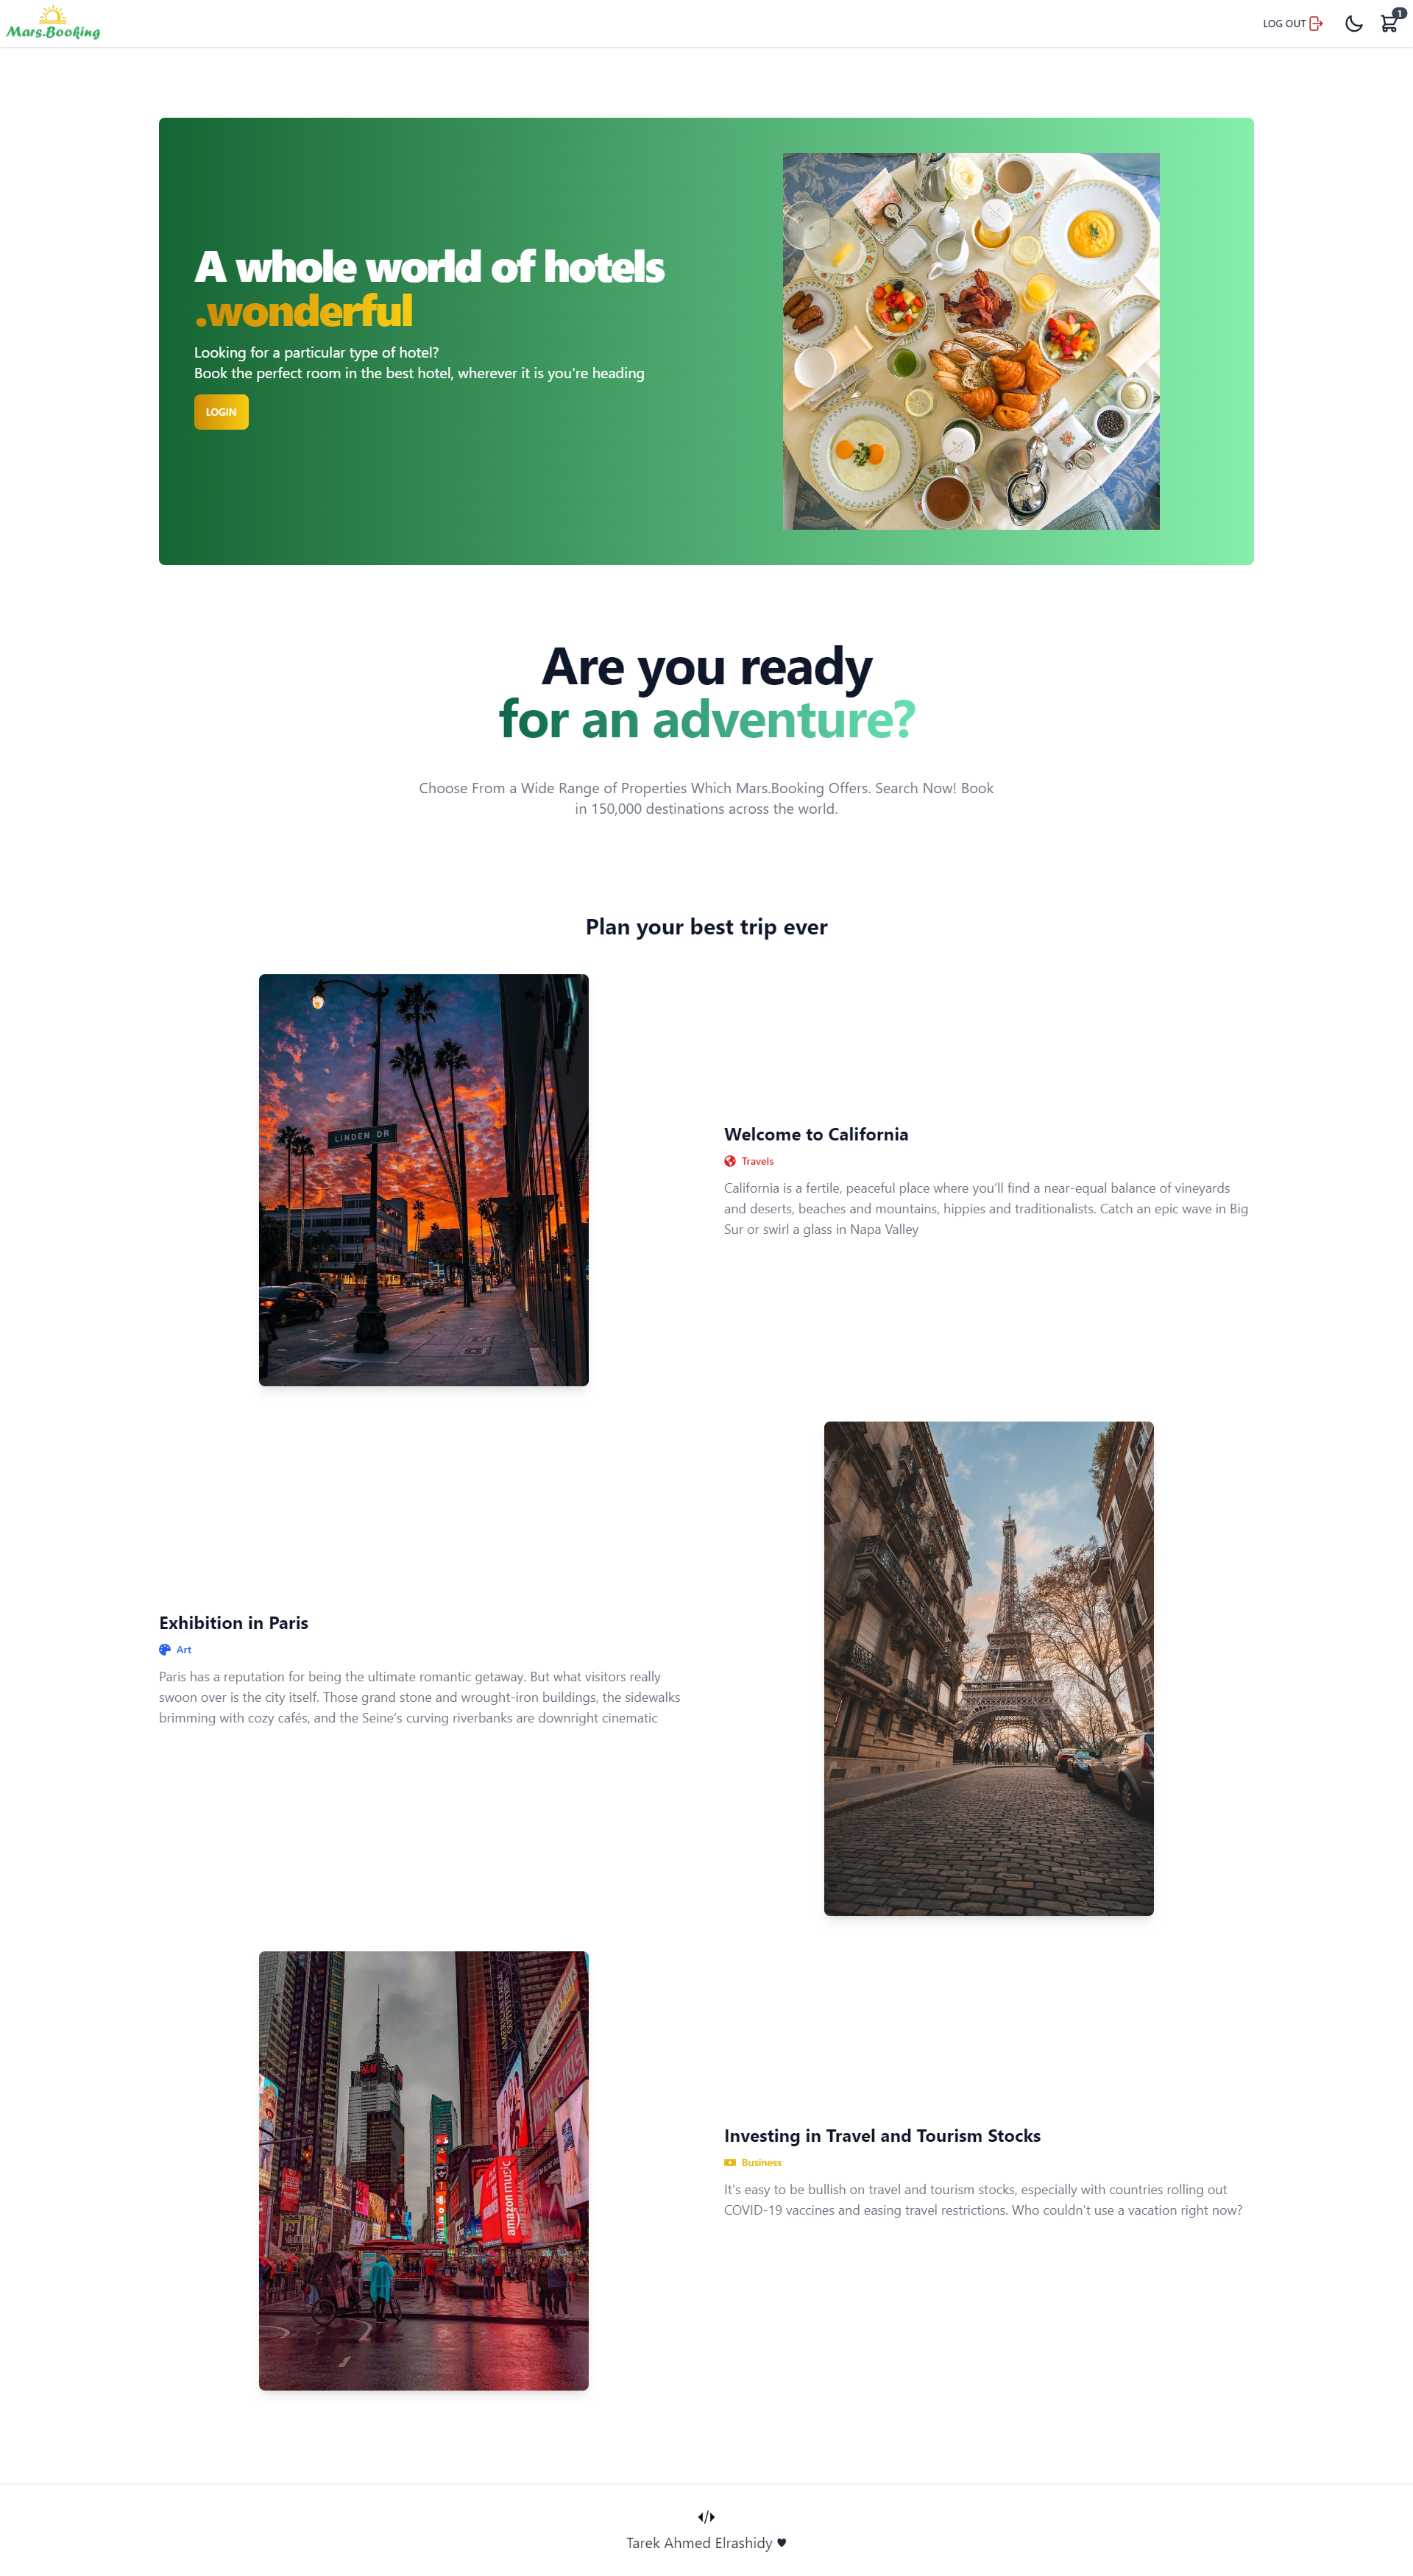 Mars.Booking
LOG OUT
1
A whole world of hotels
.wonderful
Looking for a particular type of hotel?
Book the perfect room in the best hotel, wherever it is you're heading
LOGIN
Are you ready
for an adventure?
Choose From a Wide Range of Properties Which Mars.Booking Offers. Search Now! Book
in 150,000 destinations across the world.
Plan your best trip ever
LINDEN DR
Welcome to California
Travels
California is a fertile, peaceful place where you'll find a near-equal balance of vineyards
and deserts, beaches and mountains, hippies and traditionalists. Catch an epic wave in Big
Sur or swirl a glass in Napa Valley
Exhibition in Paris
Art
Paris has a reputation for being the ultimate romantic getaway. But what visitors really
swoon over is the city itself. Those grand stone and wrought-iron buildings, the sidewalks
brimming with cozy cafés, and the Seine's curving riverbanks are downright cinematic
H&M
MEAN GIRLS
amazon music
Investing in Travel and Tourism Stocks
Business
It's easy to be bullish on travel and tourism stocks, especially with countries rolling out
COVID-19 vaccines and easing travel restrictions. Who couldn't use a vacation right now?
Tarek Ahmed Elrashidy ♥